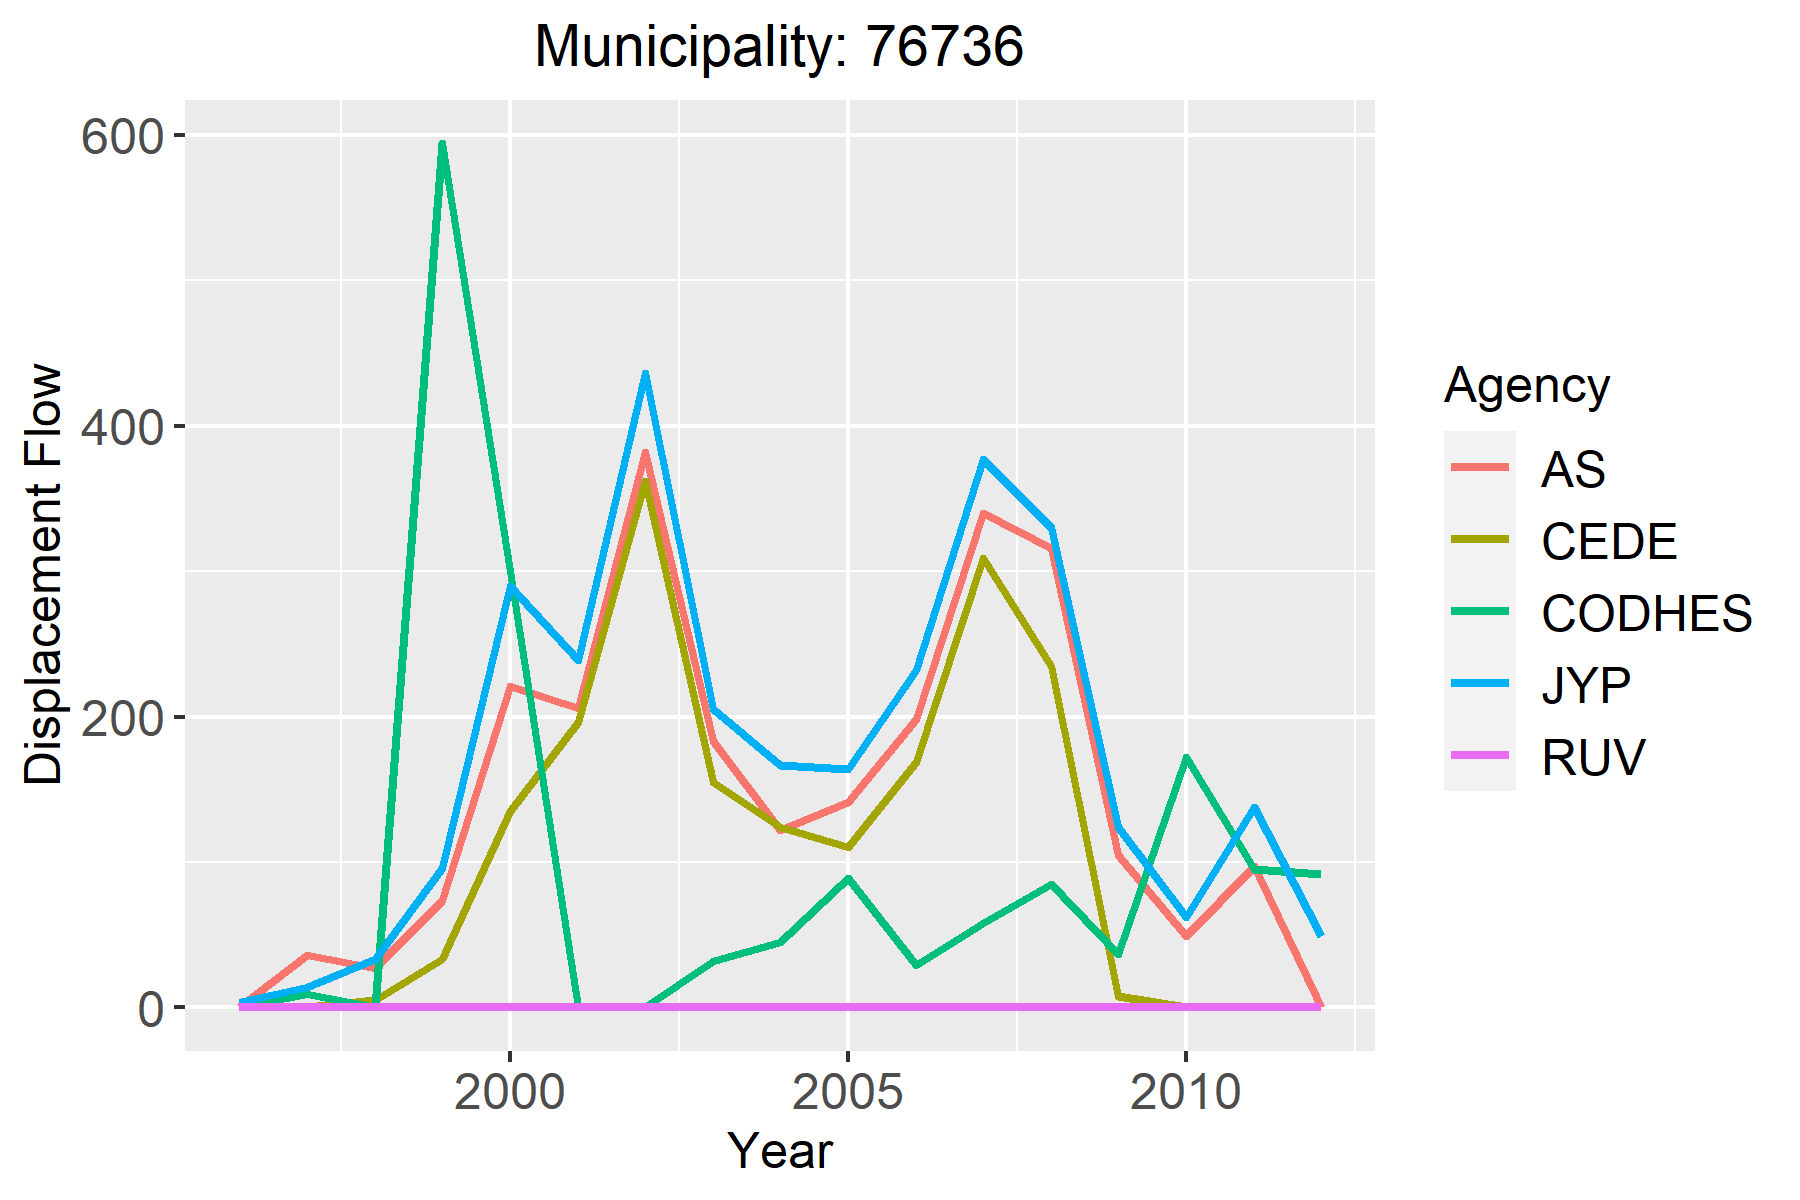 Municipality: 76736
600
400
200
0
Displacement Flow
2000
2005
2010
Year
Agency
AS
CEDE
CODHES
JYP
RUV